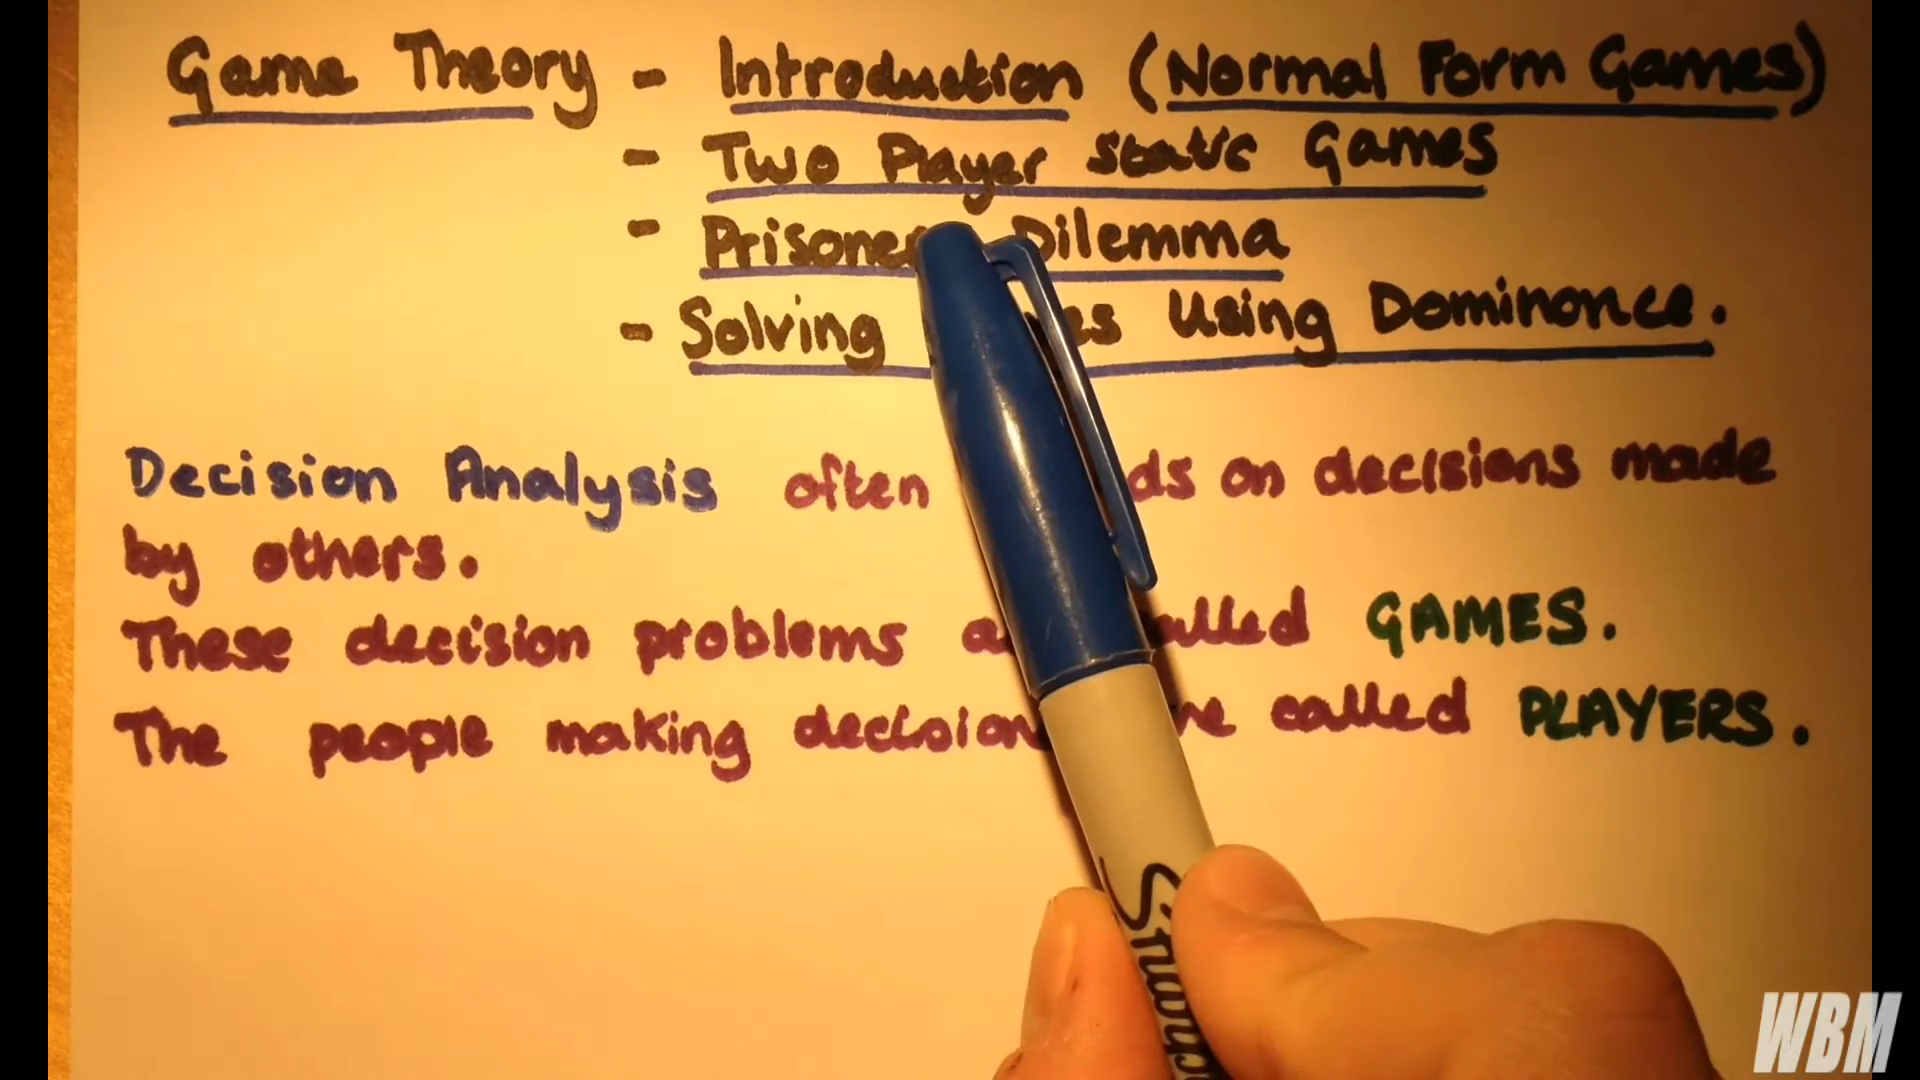 Game Theory - Introduction (Normal Form Games)
- Two Player Static Games
- Dilemma
- Solving Using Dominonce.
Decision Analysis often on decisions made
by others.
These decision problems GAMES.
The people making called PLAYERS.
WBM